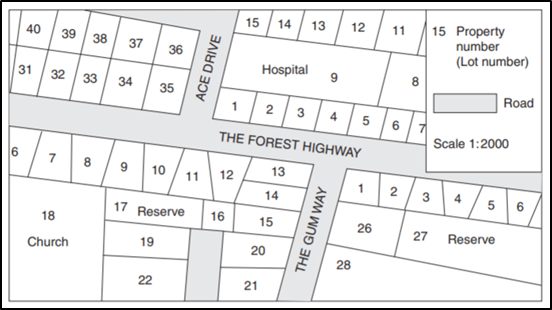 40 39 38 37 36
31 32 33 34 35
ACE DRIVE
15 14 13 12 11
Hospital 9
8
1 2 3 4 5 6 7
15 Property
number
(Lot number)
Road
Scale 1:2000
THE FOREST HIGHWAY
6 7 8 9 10 11 12 13
14
17 Reserve 16 15
18
Church
19 20
22 21
THE GUM WAY
1 2 3 4 5 6
26 27 Reserve
28